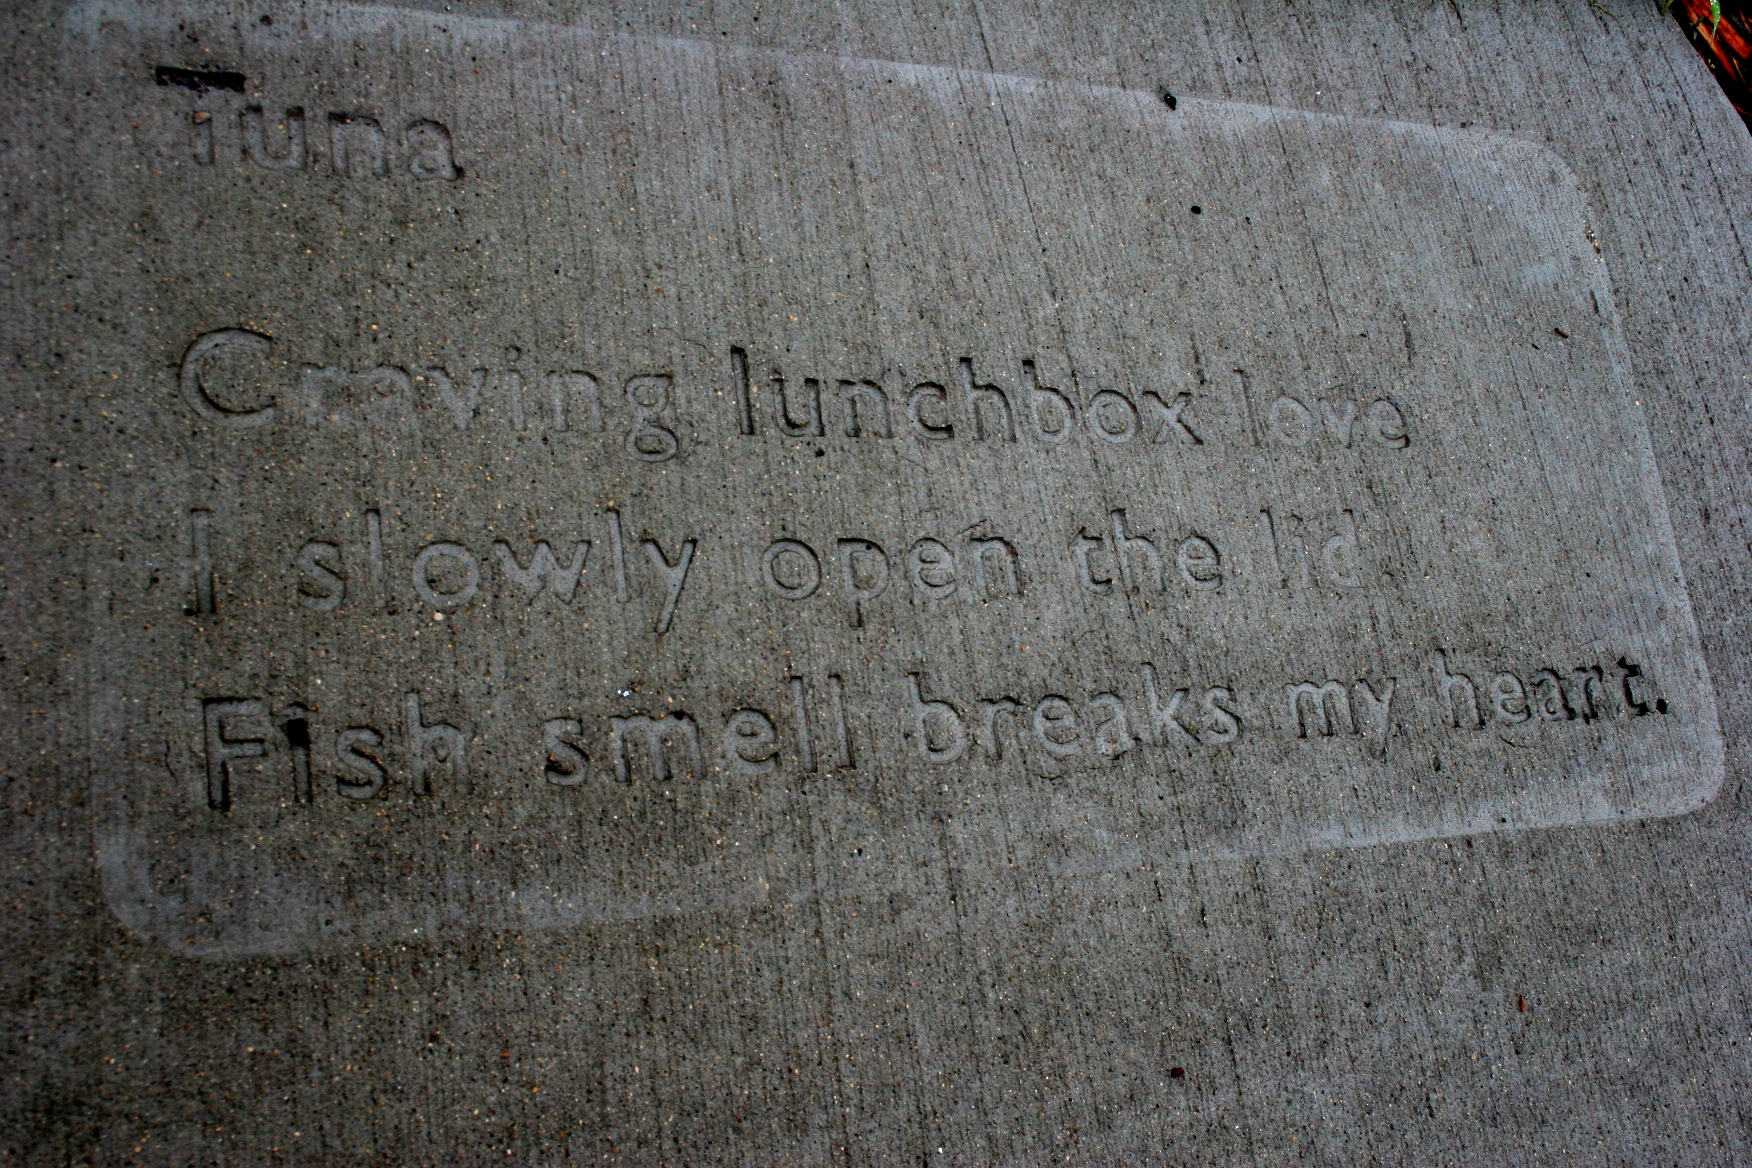 Tuna
Craving lunchbox love
I slowly open the lid
Fish smell breaks my heart.